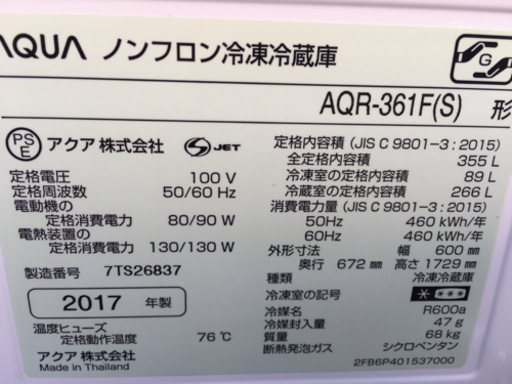 AQUA ノンフロン冷凍冷蔵庫
G
AQR-361F(S) 形
PSE アクア 株式会社 S JET
定格電圧 100 V
定格周波数 50/60 Hz
電動機の
定格消費電力 80/90 W
電熱装置の
定格消費電力 130/130 W
製造番号 7TS26837
2017 年製
温度ヒューズ
定格動作温度 76℃
アクア 株式会社
Made in Thailand
定格内容積 (JIS C 9801-3:2015)
全定格内容積 355 L
冷凍室の定格内容積 89 L
冷蔵室の定格内容積 266 L
消費電力量 (JIS C 9801-3:2015)
50Hz 460 kWh/年
60Hz 460 kWh/年
外形寸法 幅 600 ㎜
奥行 672 ㎜ 高さ 1729 ㎜
種類 冷凍冷蔵庫
冷凍室の記号 * ***
冷媒名 R600a
冷媒封入量 47 g
質量 68 kg
断熱発泡ガス シクロペンタン
2FB6P401537000